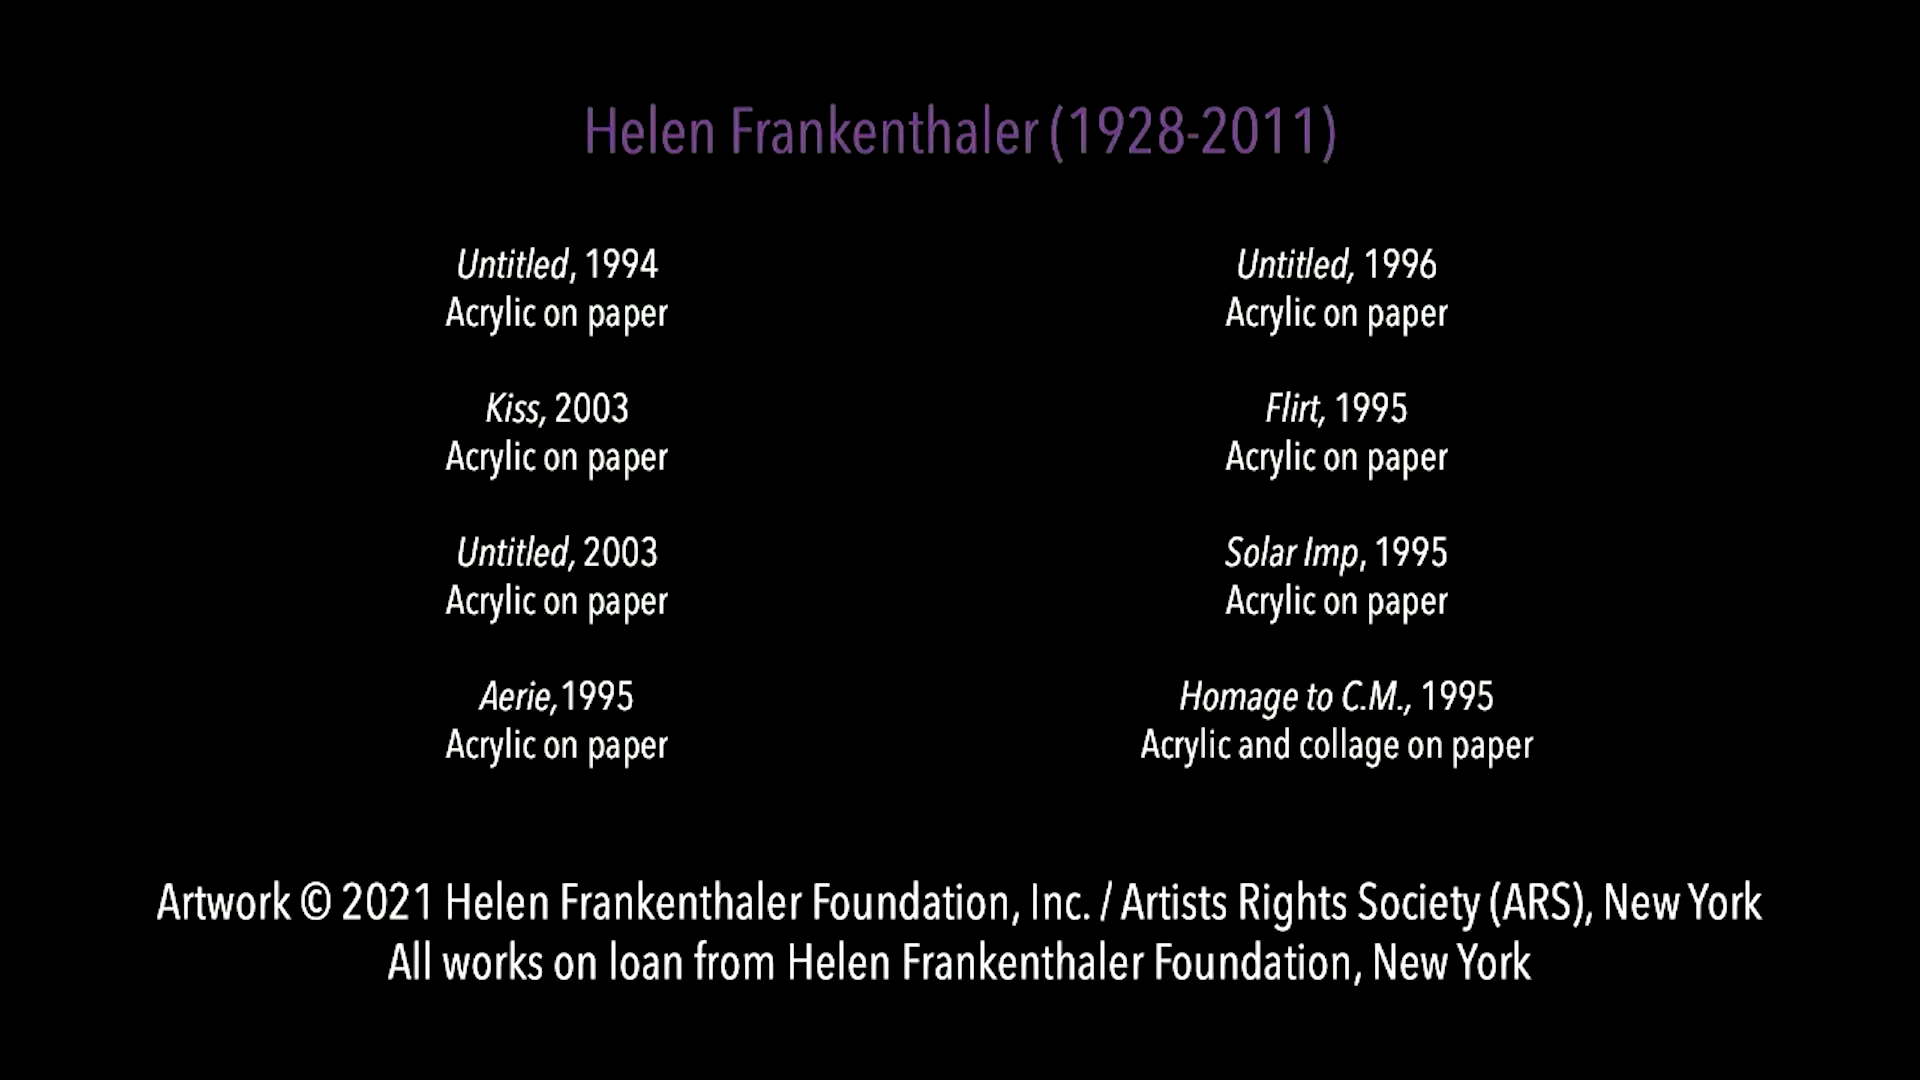 Helen Frankenthaler (1928-2011)
Untitled, 1994
Acrylic on paper
Kiss, 2003
Acrylic on paper
Untitled, 2003
Acrylic on paper
Aerie,1995
Acrylic on paper
Untitled, 1996
Acrylic on paper
Flirt, 1995
Acrylic on paper
Solar Imp, 1995
Acrylic on paper
Homage to C.M., 1995
Acrylic and collage on paper
Artwork © 2021 Helen Frankenthaler Foundation, Inc. / Artists Rights Society (ARS), New York
All works on loan from Helen Frankenthaler Foundation, New York